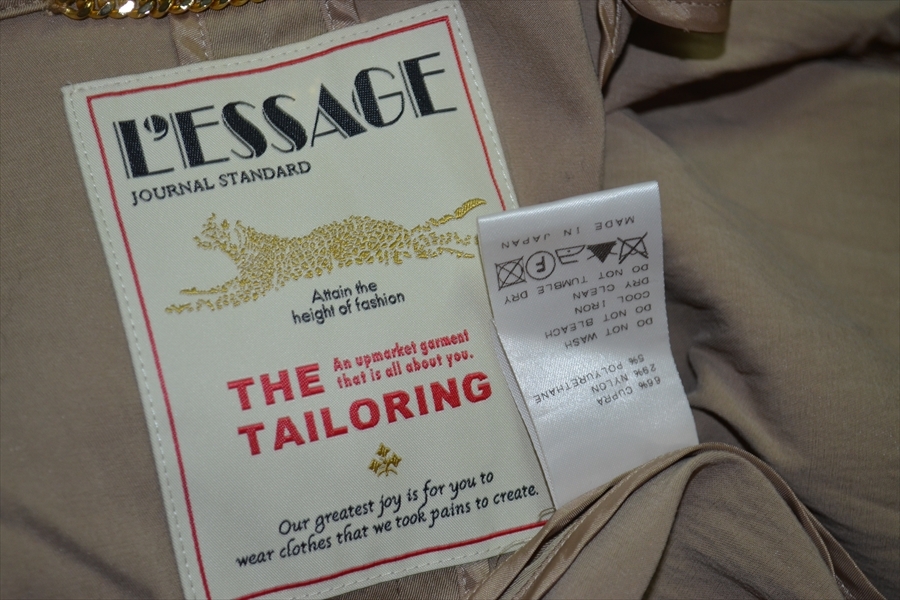 L'ESSAGE
JOURNAL STANDARD
Attain the
height of fashion
THE An upmarket garment
that is all about you.
TAILORING
Our greatest joy is for you to
wear clothes that we took pains to create.
66% CUPRA
29% NYLON
5% POLYURETHANE
DO NOT WASH
DO NOT BLEACH
COOL IRON
DRY CLEAN
DO NOT TUMBLE DRY
F
MADE IN JAPAN